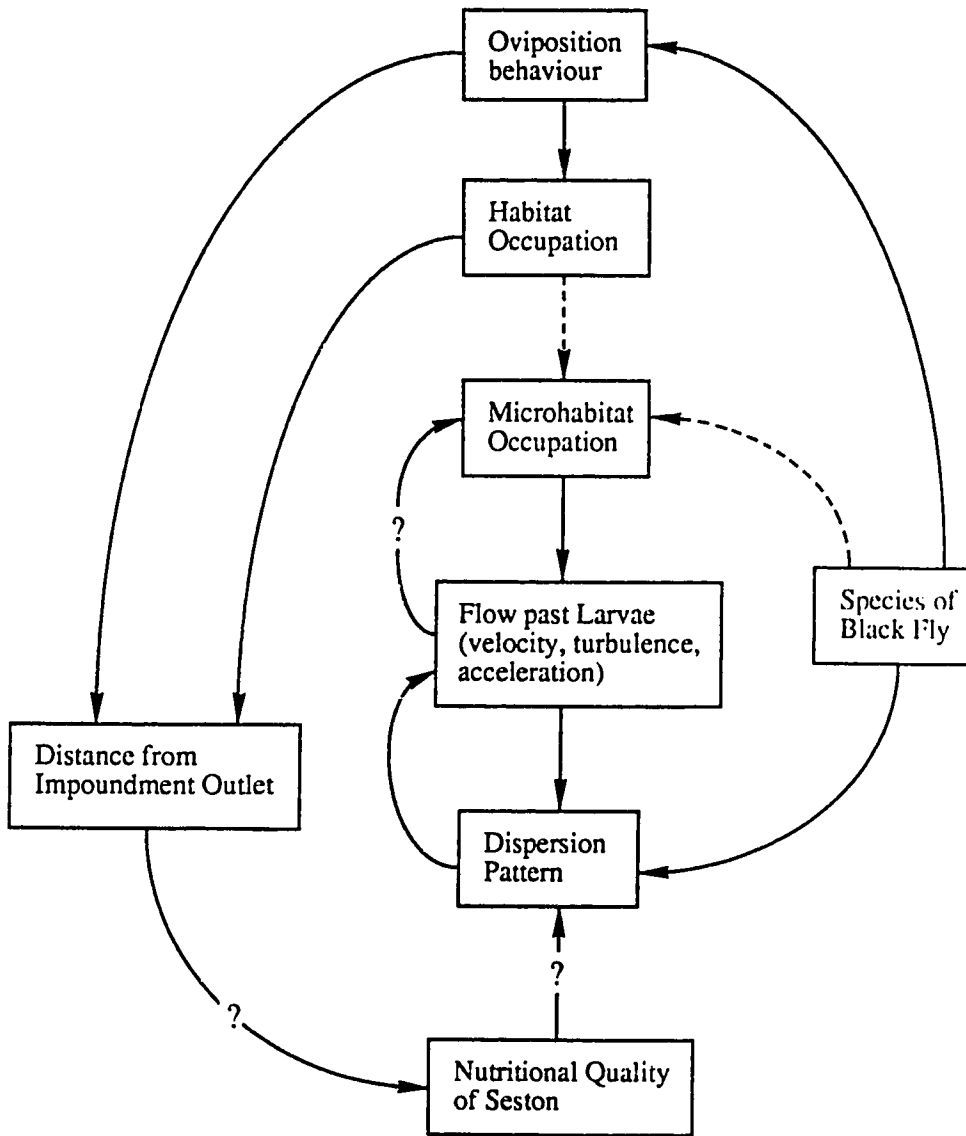 Oviposition
behaviour
Habitat
Occupation
Microhabitat
Occupation
?
Flow past Larvae
(velocity, turbulence,
acceleration)
Species of
Black Fly
Distance from
Impoundment Outlet
Dispersion
Pattern
?
?
Nutritional Quality
of Seston